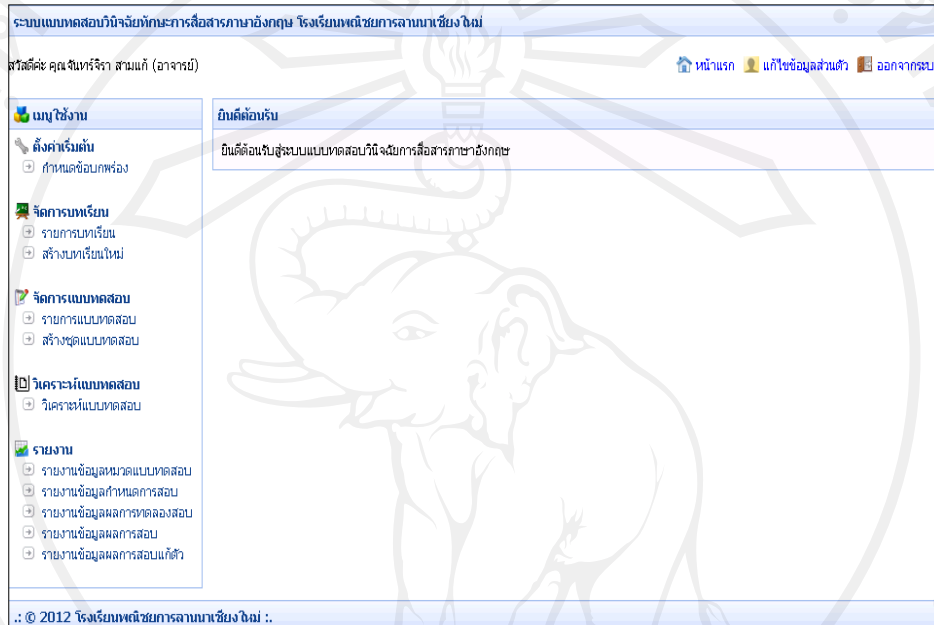 ระบบแบบทดสอบวินิจฉัยทักษะการสื่อสารภาษาอังกฤษ โรงเรียนพณิชยการลานนาเชียงใหม่
สวัสดีค่ะ คุณจันทร์จิรา สามแก้ (อาจารย์)
หน้าแรก แก้ไขข้อมูลส่วนตัว ออกจากระบ
เมนูใช้งาน
ตั้งค่าเริ่มต้น
กำหนดข้อบกพร่อง
จัดการบทเรียน
รายการบทเรียน
สร้างบทเรียนใหม่
จัดการแบบทดสอบ
รายการแบบทดสอบ
สร้างชุดแบบทดสอบ
วิเคราะห์แบบทดสอบ
วิเคราะห์แบบทดสอบ
รายงาน
รายงานข้อมูลหมวดแบบทดสอบ
รายงานข้อมูลกำหนดการสอบ
รายงานข้อมูลผลการทดลองสอบ
รายงานข้อมูลผลการสอบ
รายงานข้อมูลผลการสอบแก้ตัว
ยินดีต้อนรับ
ยินดีต้อนรับสู่ระบบแบบทดสอบวินิจฉัยการสื่อสารภาษาอังกฤษ
.: © 2012 โรงเรียนพณิชยการลานนาเชียงใหม่ :.